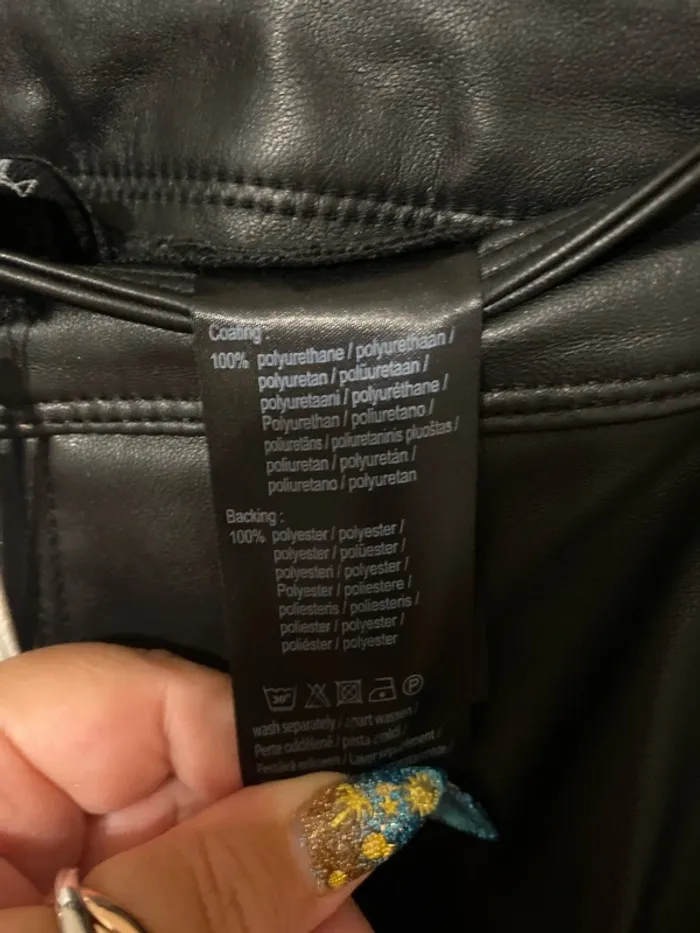 Coating :
100% polyurethane / polyurethaan /
polyuretan / polüuretaan /
polyuretaani / polyuréthane /
Polyurethan / poliuretano /
poliuretāns / poliuretaninis pluoštas /
poliuretan / polyuretán /
poliuretano / polyuretan
Backing :
100% polyester / polyester /
polyester / polüester /
polyesteri / polyester /
Polyester / poliestere /
poliesteris / poliesteris /
poliester / polyester /
poliéster / polyester
30° P
wash separately / apart wassen /
Perte odděleně /